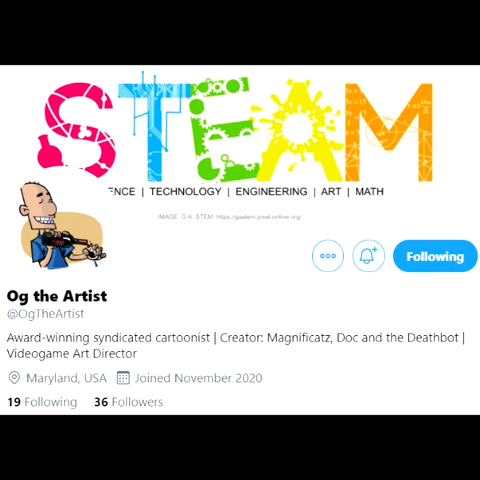 STEAM
ENCE | TECHNOLOGY | ENGINEERING | ART | MATH
IMAGE: G.A. STEM: https://gastem.pixel-online.org/
Following
Og the Artist
@OgTheArtist
Award-winning syndicated cartoonist | Creator: Magnificatz, Doc and the Deathbot |
Videogame Art Director
Maryland, USA Joined November 2020
19 Following 36 Followers